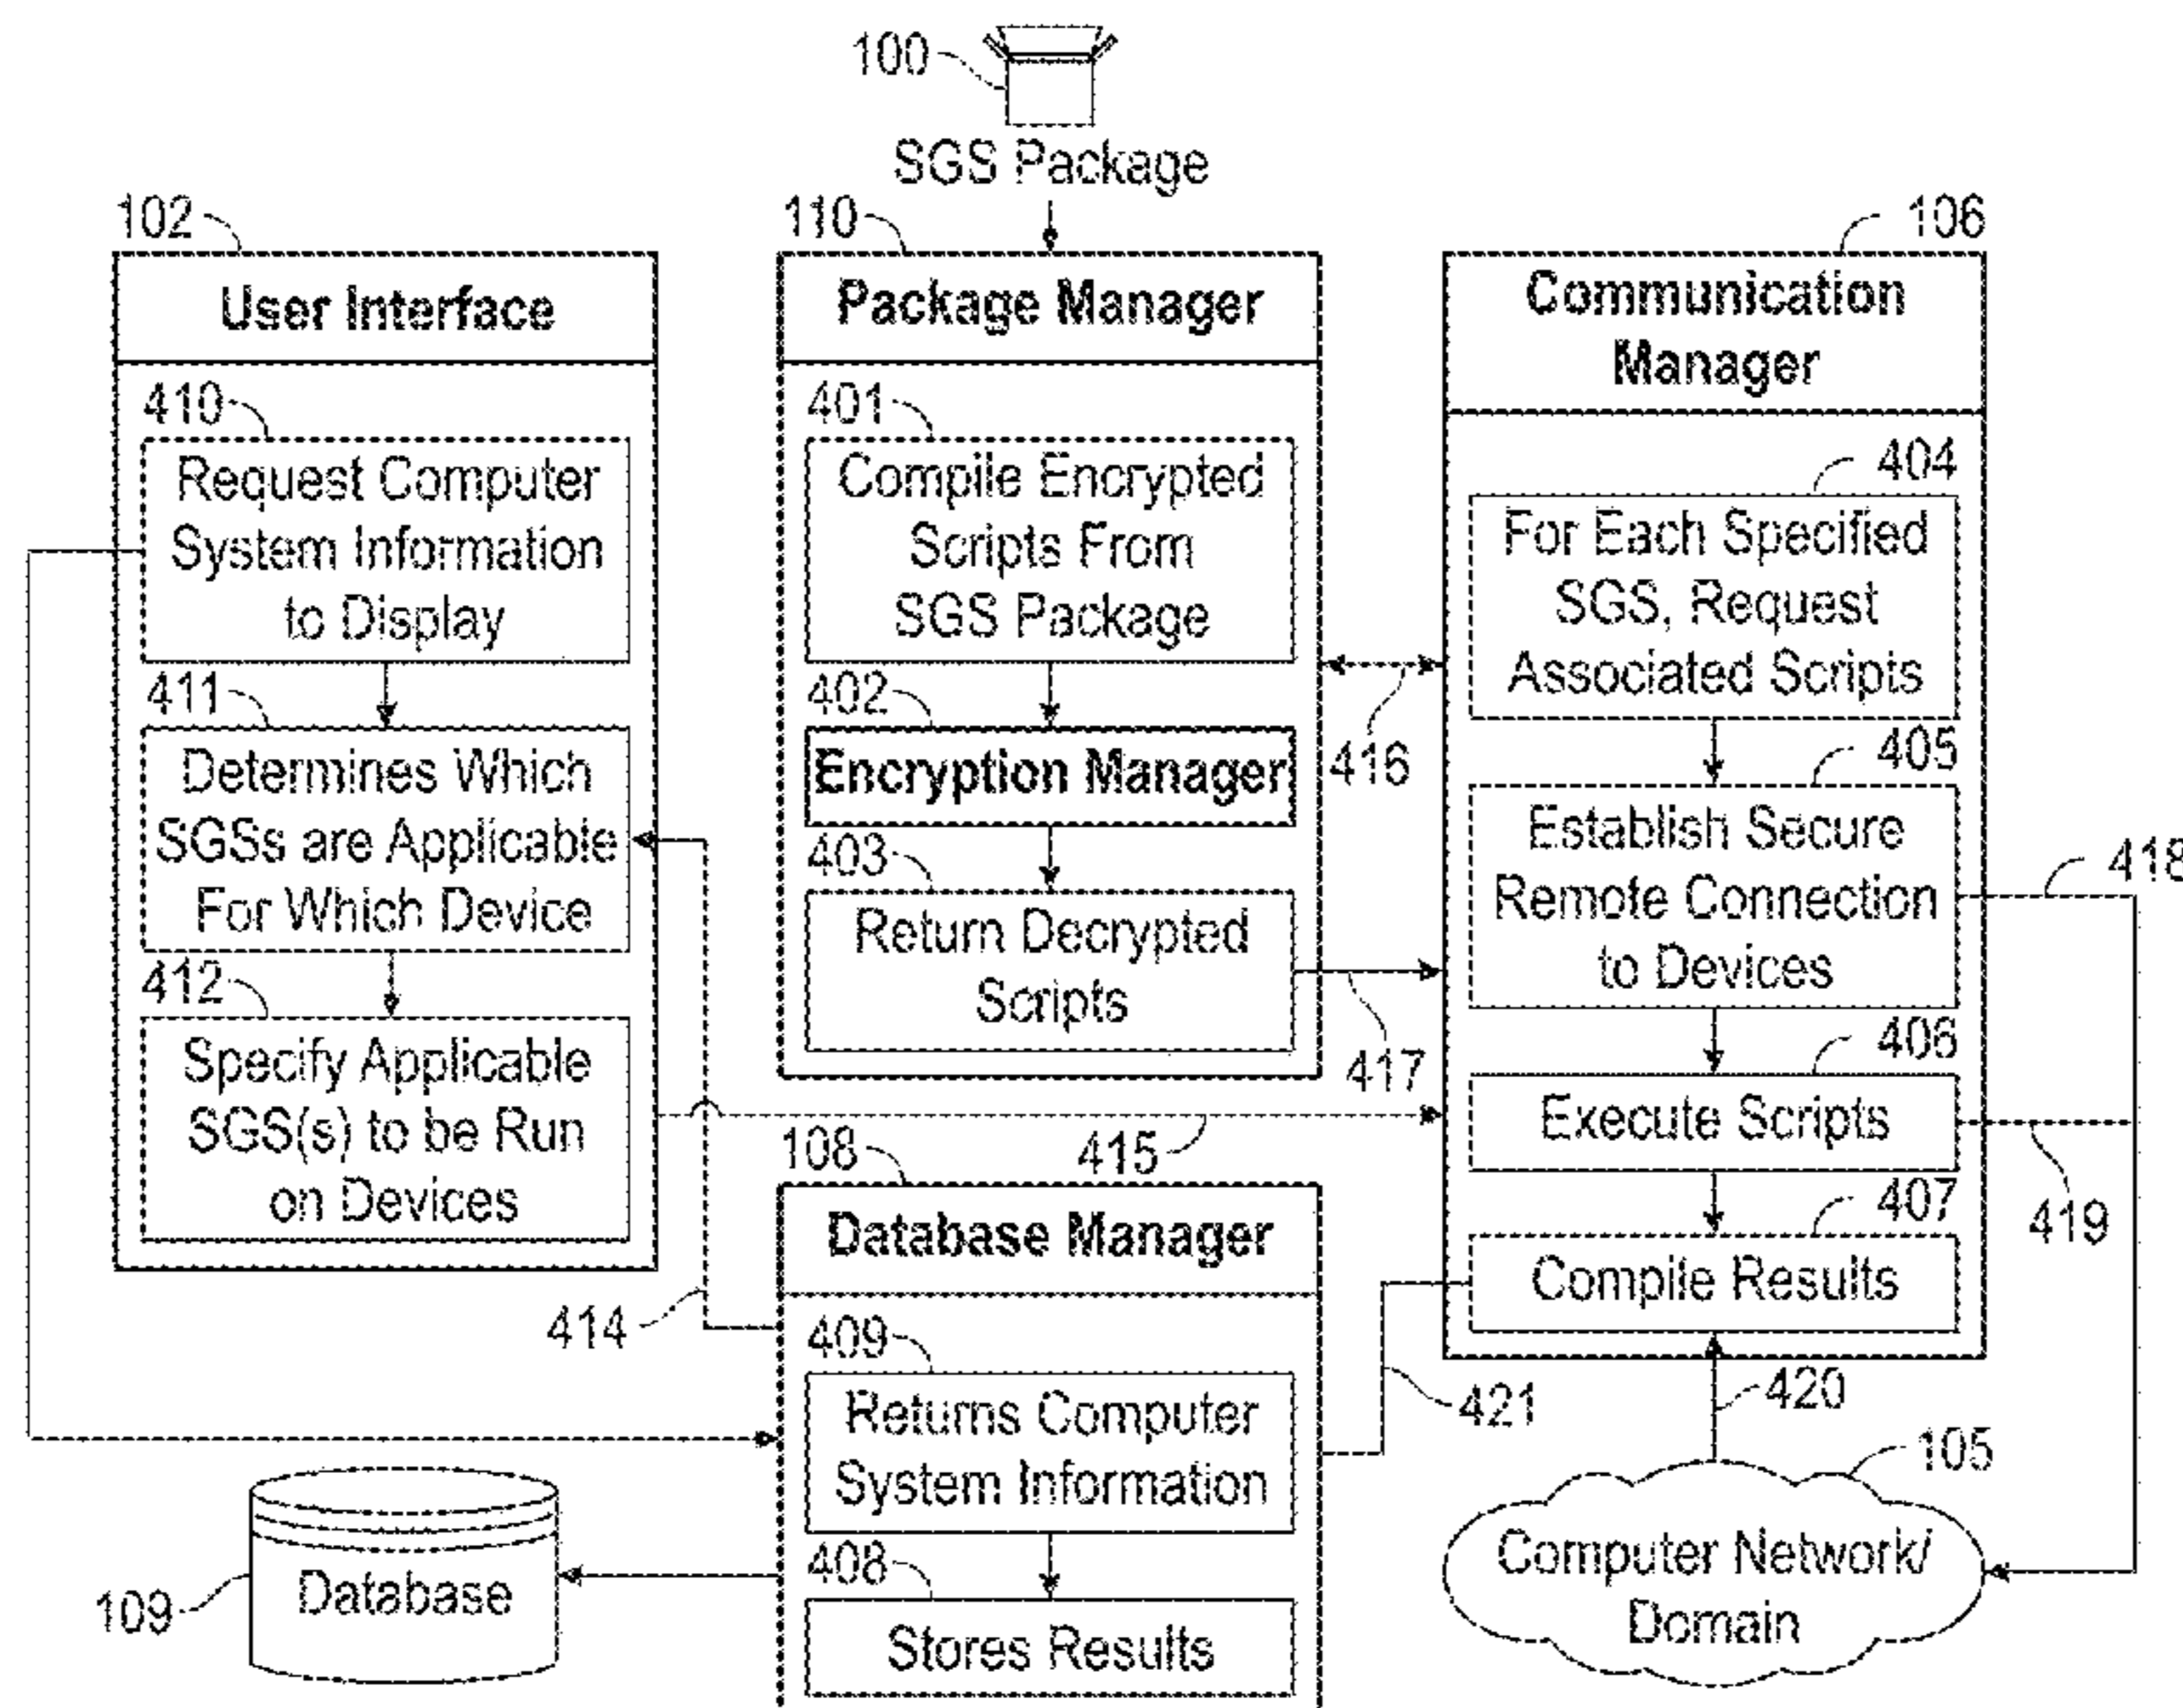 100
SGS Package
102
User Interface
410
Request Computer
System Information
to Display
411
Determines Which
SGSs are Applicable
For Which Device
412
Specify Applicable
SGS(s) to be Run
on Devices
110
Package Manager
401
Compile Encrypted
Scripts From
SGS Package
402
Encryption Manager
403
Return Decrypted
Scripts
416
417
415
106
Communication
Manager
404
For Each Specified
SGS, Request
Associated Scripts
405
Establish Secure
Remote Connection
to Devices
406
Execute Scripts
407
Compile Results
418
419
414
108
Database Manager
409
Returns Computer
System Information
408
Stores Results
421
420
105
Computer Network/
Domain
109
Database